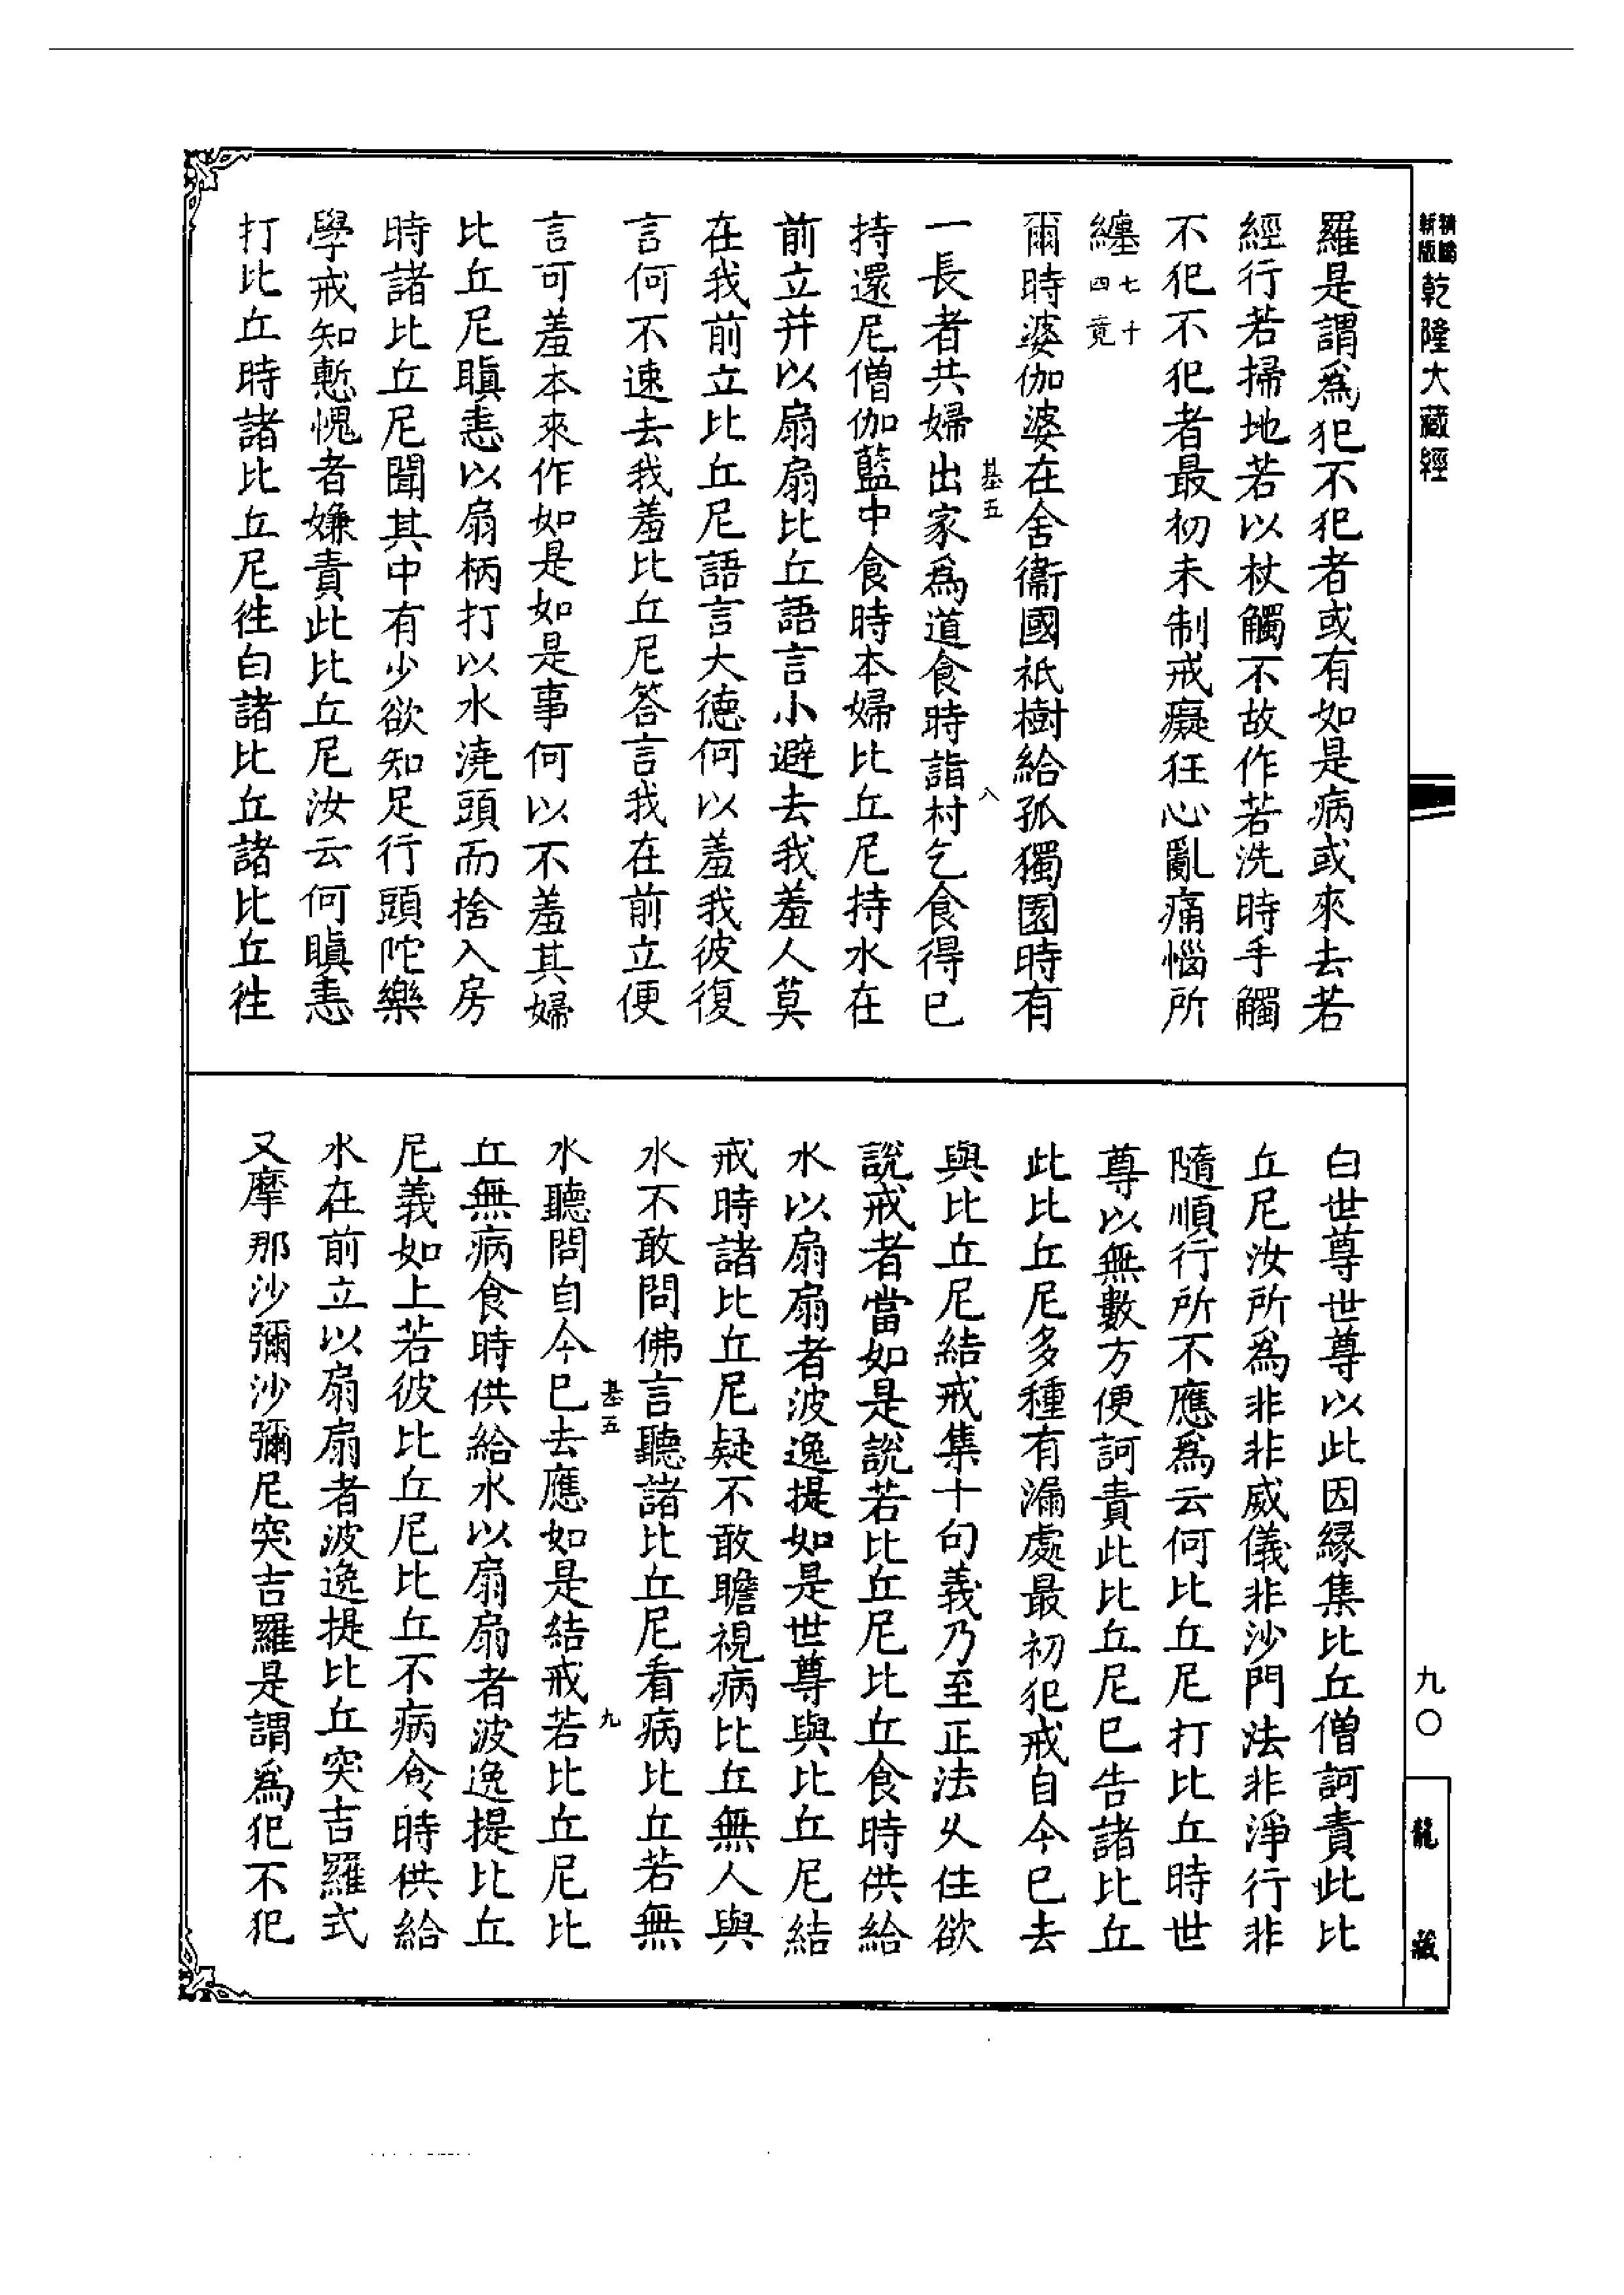 新版精縮乾隆大藏經
羅是謂爲犯不犯者或有如是病或來去若
經行若掃地若以杖觸不故作若洗時手觸
不犯不犯者最初未制戒癡狂心亂痛惱所
纏七十四竟
爾時婆伽婆在舍衞國祇樹給孤獨園時有
基五 八
一長者共婦出家爲道食時詣村乞食得已
持還尼僧伽藍中食時本婦比丘尼持水在
前立幷以扇扇比丘語言小避去我羞人莫
在我前立比丘尼語言大德何以羞我彼復
言何不速去我羞比丘尼答言我在前立便
言可羞本來作如是如是事何以不羞其婦
比丘尼瞋恚以扇柄打以水澆頭而捨入房
時諸比丘尼聞其中有少欲知足行頭陀樂
學戒知慙愧者嫌責此比丘尼汝云何瞋恚
打比丘時諸比丘尼往白諸比丘諸比丘往
白世尊世尊以此因緣集比丘僧訶責此比
丘尼汝所爲非非威儀非沙門法非淨行非
隨順行所不應爲云何比丘尼打比丘時世
尊以無數方便訶責此比丘尼已告諸比丘
此比丘尼多種有漏處最初犯戒自今已去
與比丘尼結戒集十句義乃至正法久住欲
說戒者當如是說若比丘尼比丘食時供給
水以扇扇者波逸提如是世尊與比丘尼結
戒時諸比丘尼疑不敢瞻視病比丘無人與
水不敢問佛言聽諸比丘尼看病比丘若無
基五 九
水聽問自今已去應如是結戒若比丘尼比
丘無病食時供給水以扇扇者波逸提比丘
尼義如上若彼比丘尼比丘不病食時供給
水在前立以扇扇者波逸提比丘突吉羅式
又摩那沙彌沙彌尼突吉羅是謂爲犯不犯
九〇
龍藏